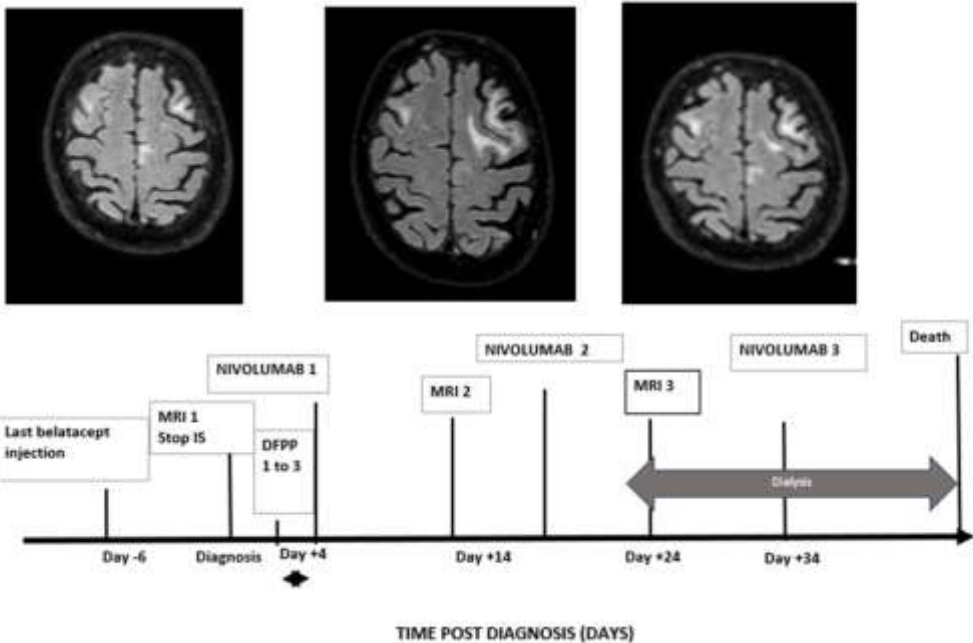 Death
NIVOLUMAB 2
NIVOLUMAB 3
NIVOLUMAB 1
MRI 2
MRI 3
Last belatacept
injection
MRI 1
Stop IS
DFPP
1 to 3
Dialysis
Day -6
Diagnosis
Day +4
Day +14
Day +24
Day +34
TIME POST DIAGNOSIS (DAYS)